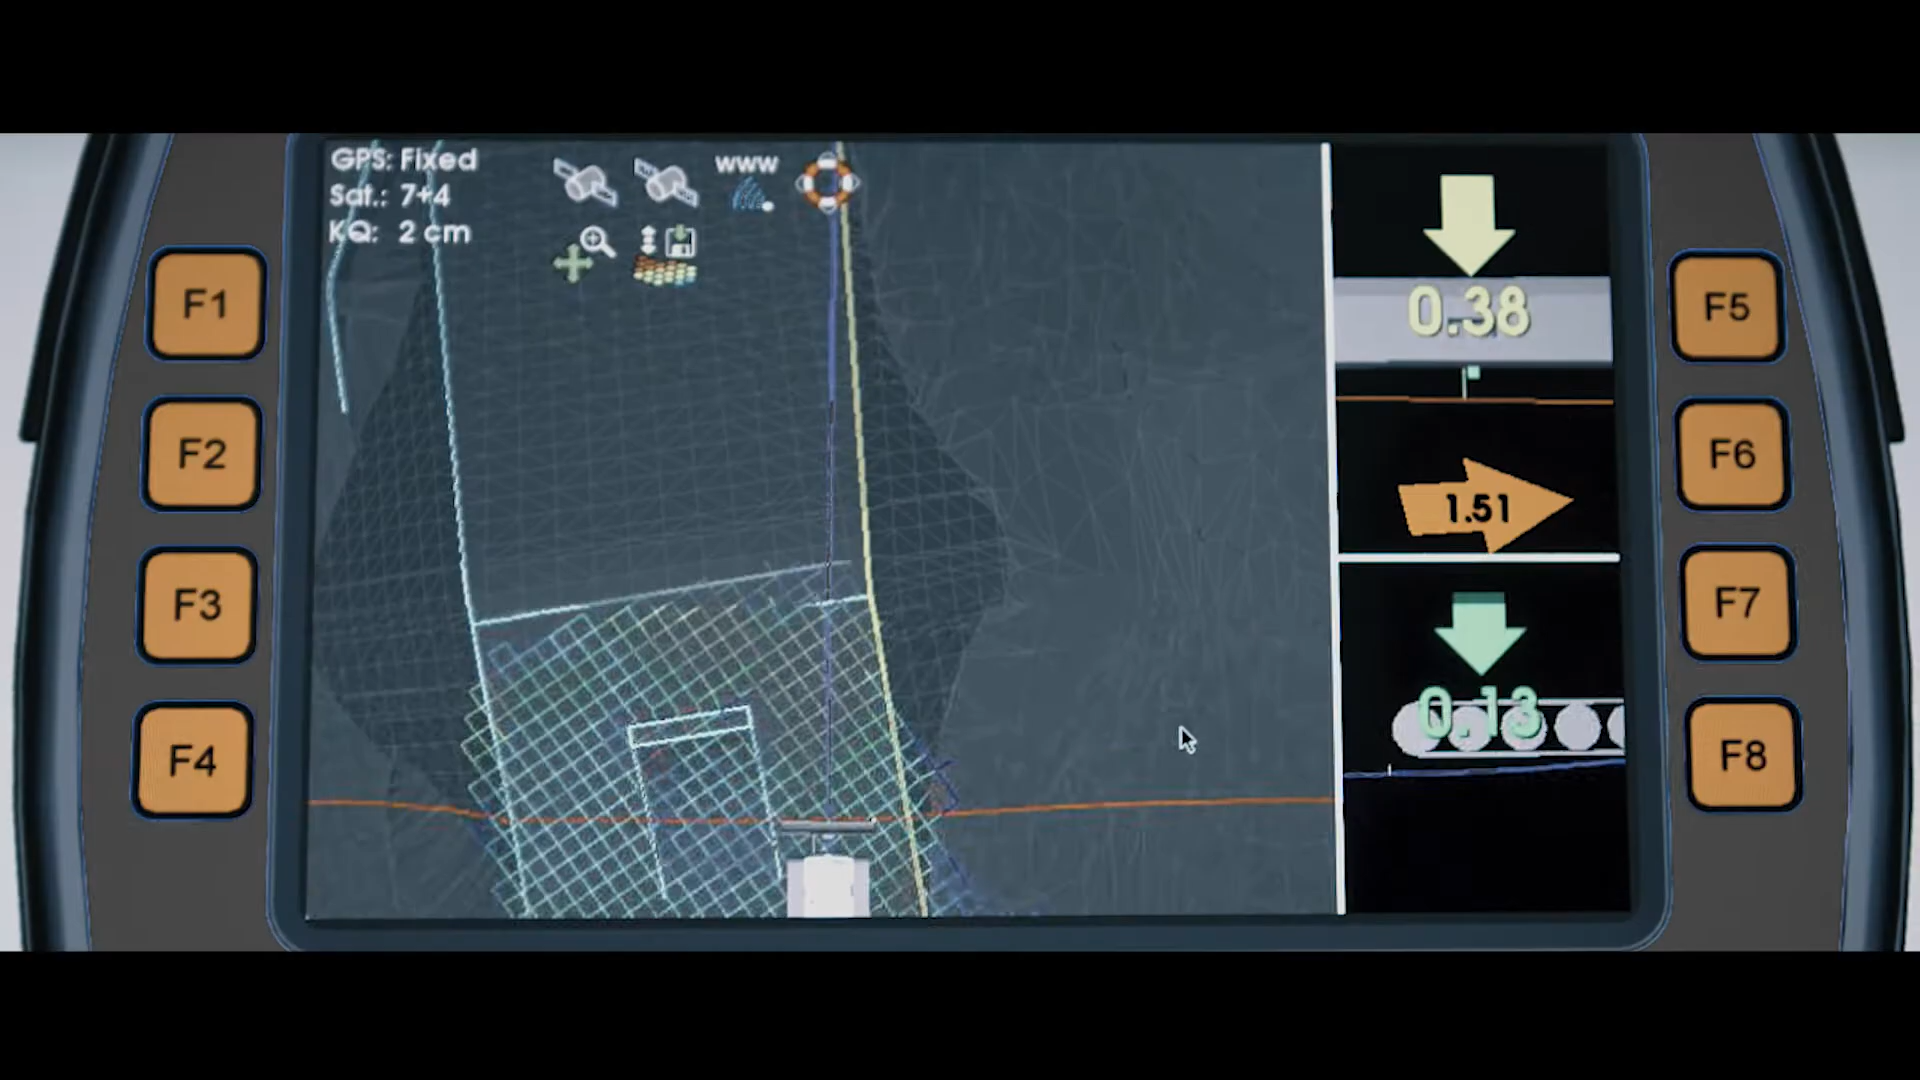 GPS: Fixed
Sat.: 7+4
KQ: 2 cm
www
F1
F2
F3
F4
0.38
1.51
0.13
F5
F6
F7
F8